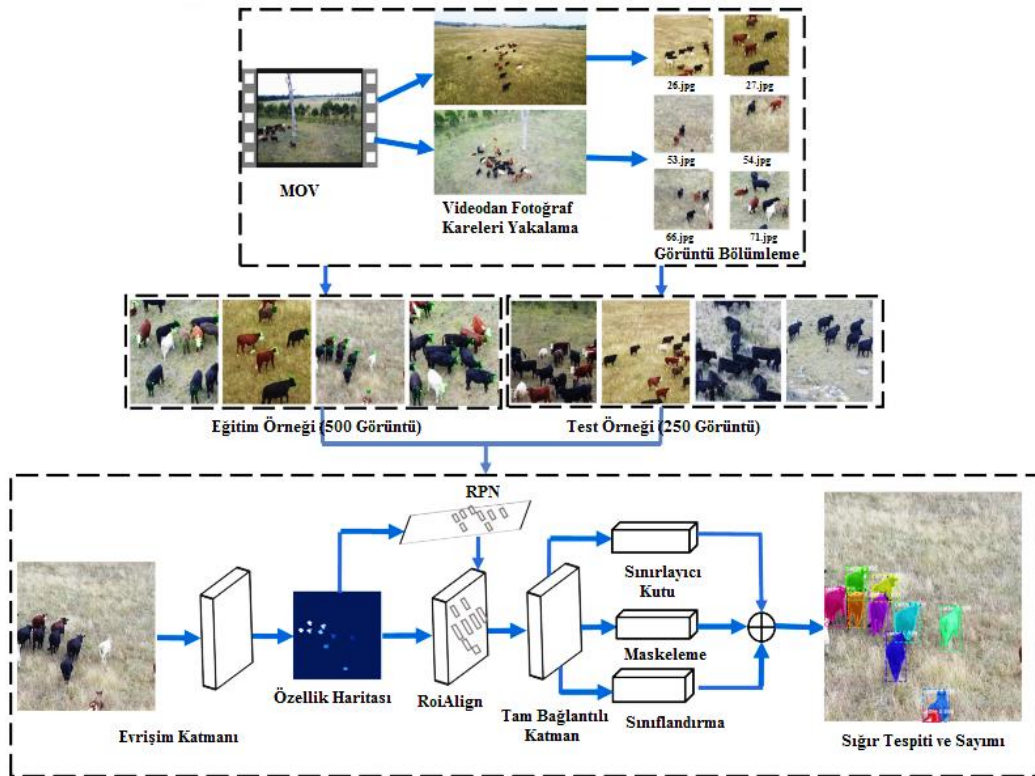 MOV
Videodan Fotoğraf
Kareleri Yakalama
26.jpg
27.jpg
53.jpg
54.jpg
66.jpg
71.jpg
Görüntü Bölümleme
Eğitim Örneği (500 Görüntü)
Test Örneği (250 Görüntü)
RPN
Evrişim Katmanı
Özellik Haritası
RoiAlign
Tam Bağlantılı
Katman
Sınırlayıcı
Kutu
Maskeleme
Sınıflandırma
Sığır Tespiti ve Sayımı